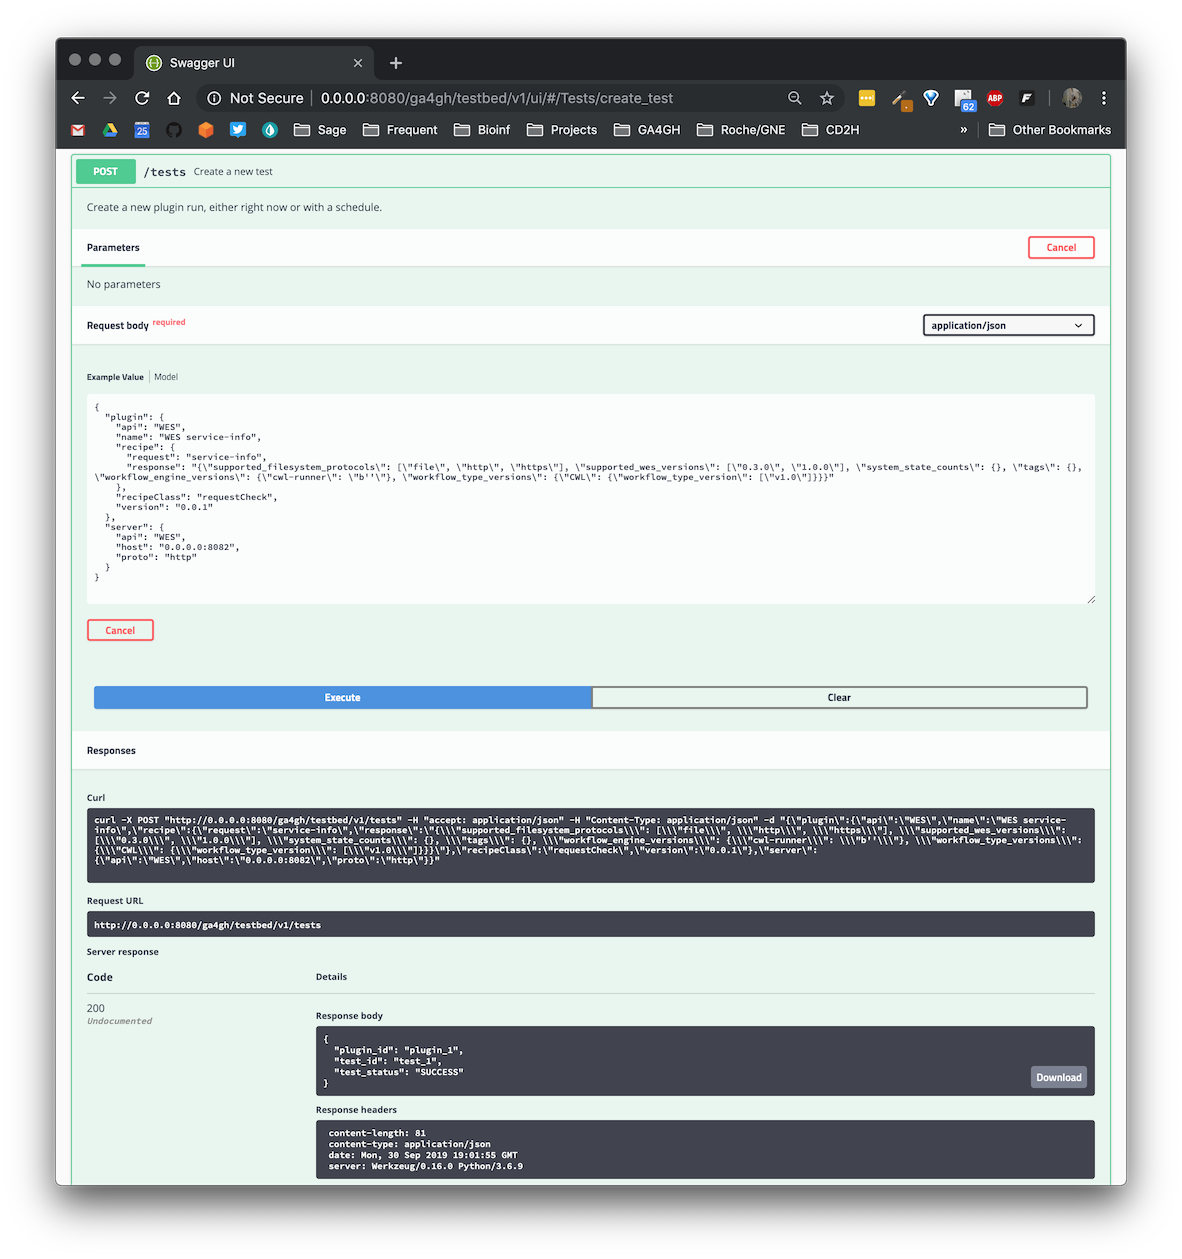 Swagger UI
Not Secure | 0.0.0.0:8080/ga4gh/testbed/v1/ui/#/Tests/create_test
62
ABP
25
Sage
Frequent
Bioinf
Projects
GA4GH
Roche/GNE
CD2H
»
Other Bookmarks
POST /tests Create a new test
Create a new plugin run, either right now or with a schedule.
Parameters
Cancel
No parameters
Request body required
application/json
Example Value | Model
{
  "plugin": {
    "api": "WES",
    "name": "WES service-info",
    "recipe": {
      "request": "service-info",
      "response": "{\"supported_filesystem_protocols\": [\"file\", \"http\", \"https\"], \"supported_wes_versions\": [\"0.3.0\", \"1.0.0\"], \"system_state_counts\": {}, \"tags\": {},
\"workflow_engine_versions\": {\"cwl-runner\": \"b''\"}, \"workflow_type_versions\": {\"CWL\": {\"workflow_type_version\": [\"v1.0\"]}}}"
    },
    "recipeClass": "requestCheck",
    "version": "0.0.1"
  },
  "server": {
    "api": "WES",
    "host": "0.0.0.0:8082",
    "proto": "http"
  }
}
Cancel
Execute
Clear
Responses
Curl
curl -X POST "http://0.0.0.0:8080/ga4gh/testbed/v1/tests" -H "accept: application/json" -H "Content-Type: application/json" -d "{\"plugin\":{\"api\":\"WES\",\"name\":\"WES service-
info\",\"recipe\":{\"request\":\"service-info\",\"response\":\"{\\\"supported_filesystem_protocols\\\": [\\\"file\\\", \\\"http\\\", \\\"https\\\"], \\\"supported_wes_versions\\\":
[\\\"0.3.0\\\", \\\"1.0.0\\\"], \\\"system_state_counts\\\": {}, \\\"tags\\\": {}, \\\"workflow_engine_versions\\\": {\\\"cwl-runner\\\": \\\"b''\\\"}, \\\"workflow_type_versions\\\":
{\\\"CWL\\\": {\\\"workflow_type_version\\\": [\\\"v1.0\\\"]}}}\"},\"recipeClass\":\"requestCheck\",\"version\":\"0.0.1\"},\"server\":
{\"api\":\"WES\",\"host\":\"0.0.0.0:8082\",\"proto\":\"http\"}}"
Request URL
http://0.0.0.0:8080/ga4gh/testbed/v1/tests
Server response
Code
Details
200
Undocumented
Response body
{
  "plugin_id": "plugin_1",
  "test_id": "test_1",
  "test_status": "SUCCESS"
}
Download
Response headers
content-length: 81
content-type: application/json
date: Mon, 30 Sep 2019 19:01:55 GMT
server: Werkzeug/0.16.0 Python/3.6.9